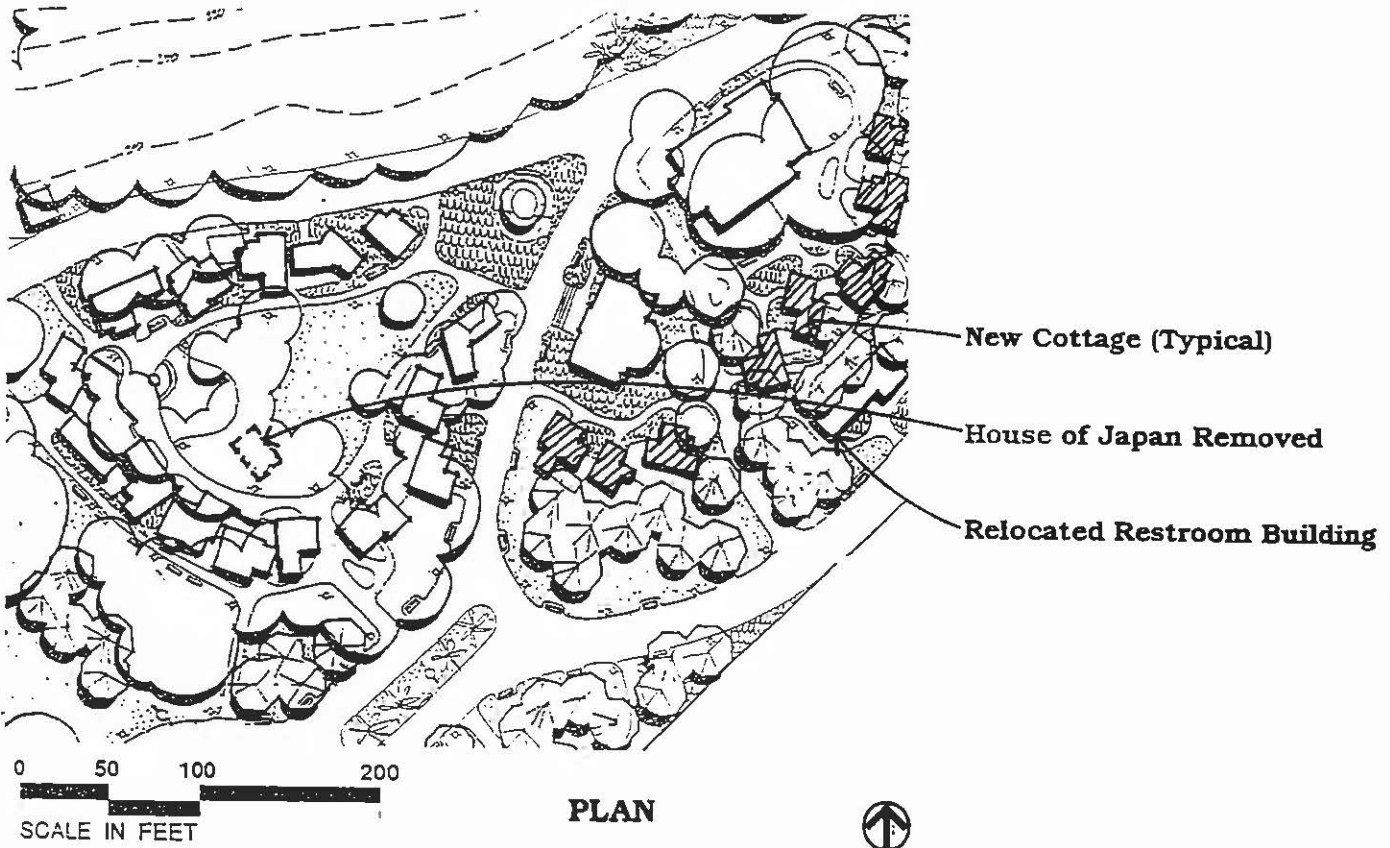 New Cottage (Typical)
House of Japan Removed
Relocated Restroom Building
0 50 100 200
SCALE IN FEET
PLAN